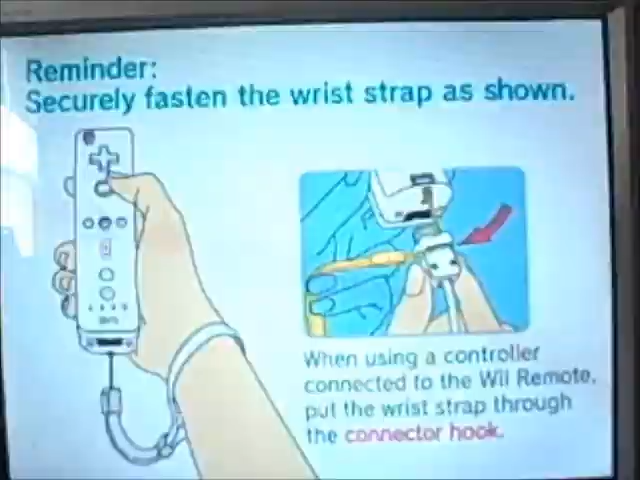 Reminder:
Securely fasten the wrist strap as shown.
When using a controller
connected to the Wii Remote,
put the wrist strap through
the connector hook.